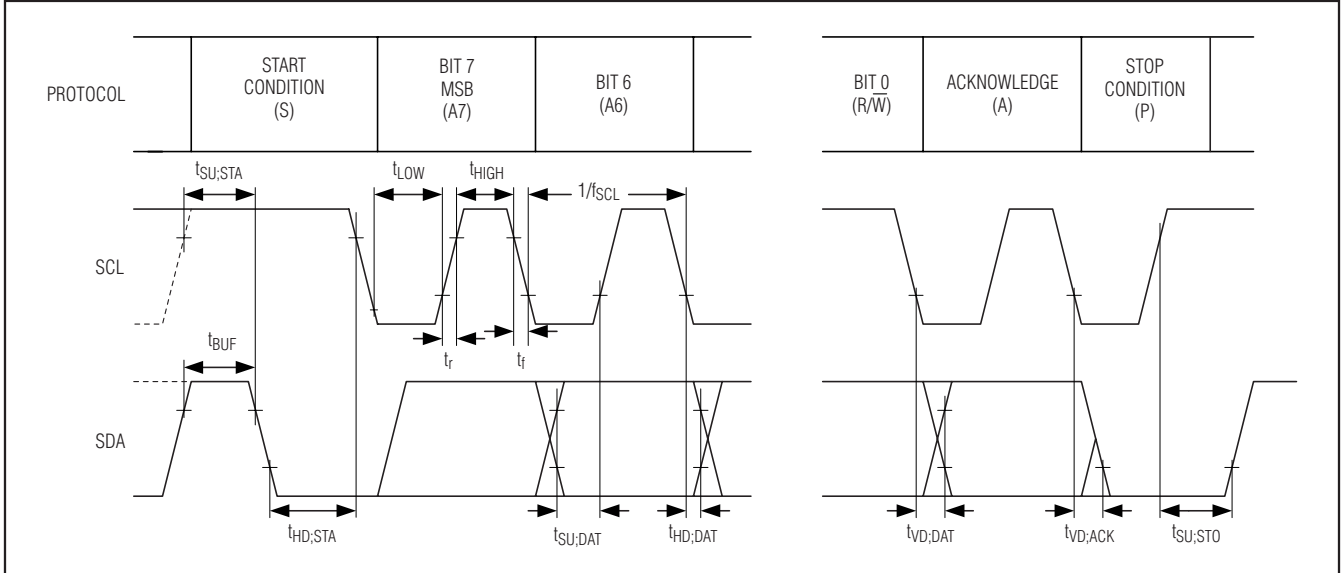 PROTOCOL
START
CONDITION
(S)
BIT 7
MSB
(A7)
BIT 6
(A6)
BIT 0
(R/W̅)
ACKNOWLEDGE
(A)
STOP
CONDITION
(P)
tSU;STA
tLOW
tHIGH
1/fSCL
SCL
tBUF
tr
tf
SDA
tHD;STA
tSU;DAT
tHD;DAT
tVD;DAT
tVD;ACK
tSU;STO